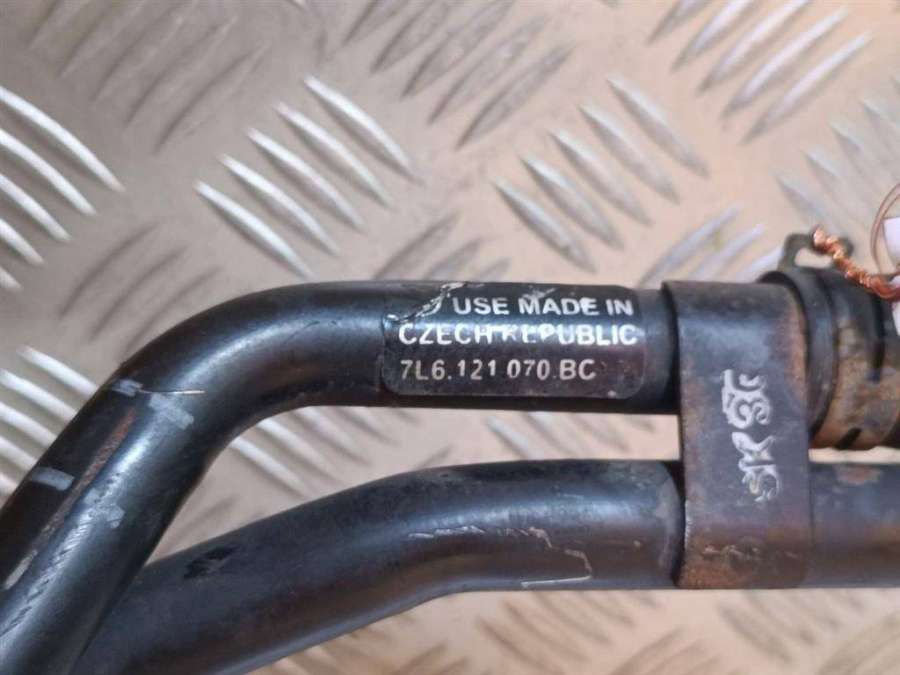 USE MADE IN
CZECH REPUBLIC
7L6.121 070.BC